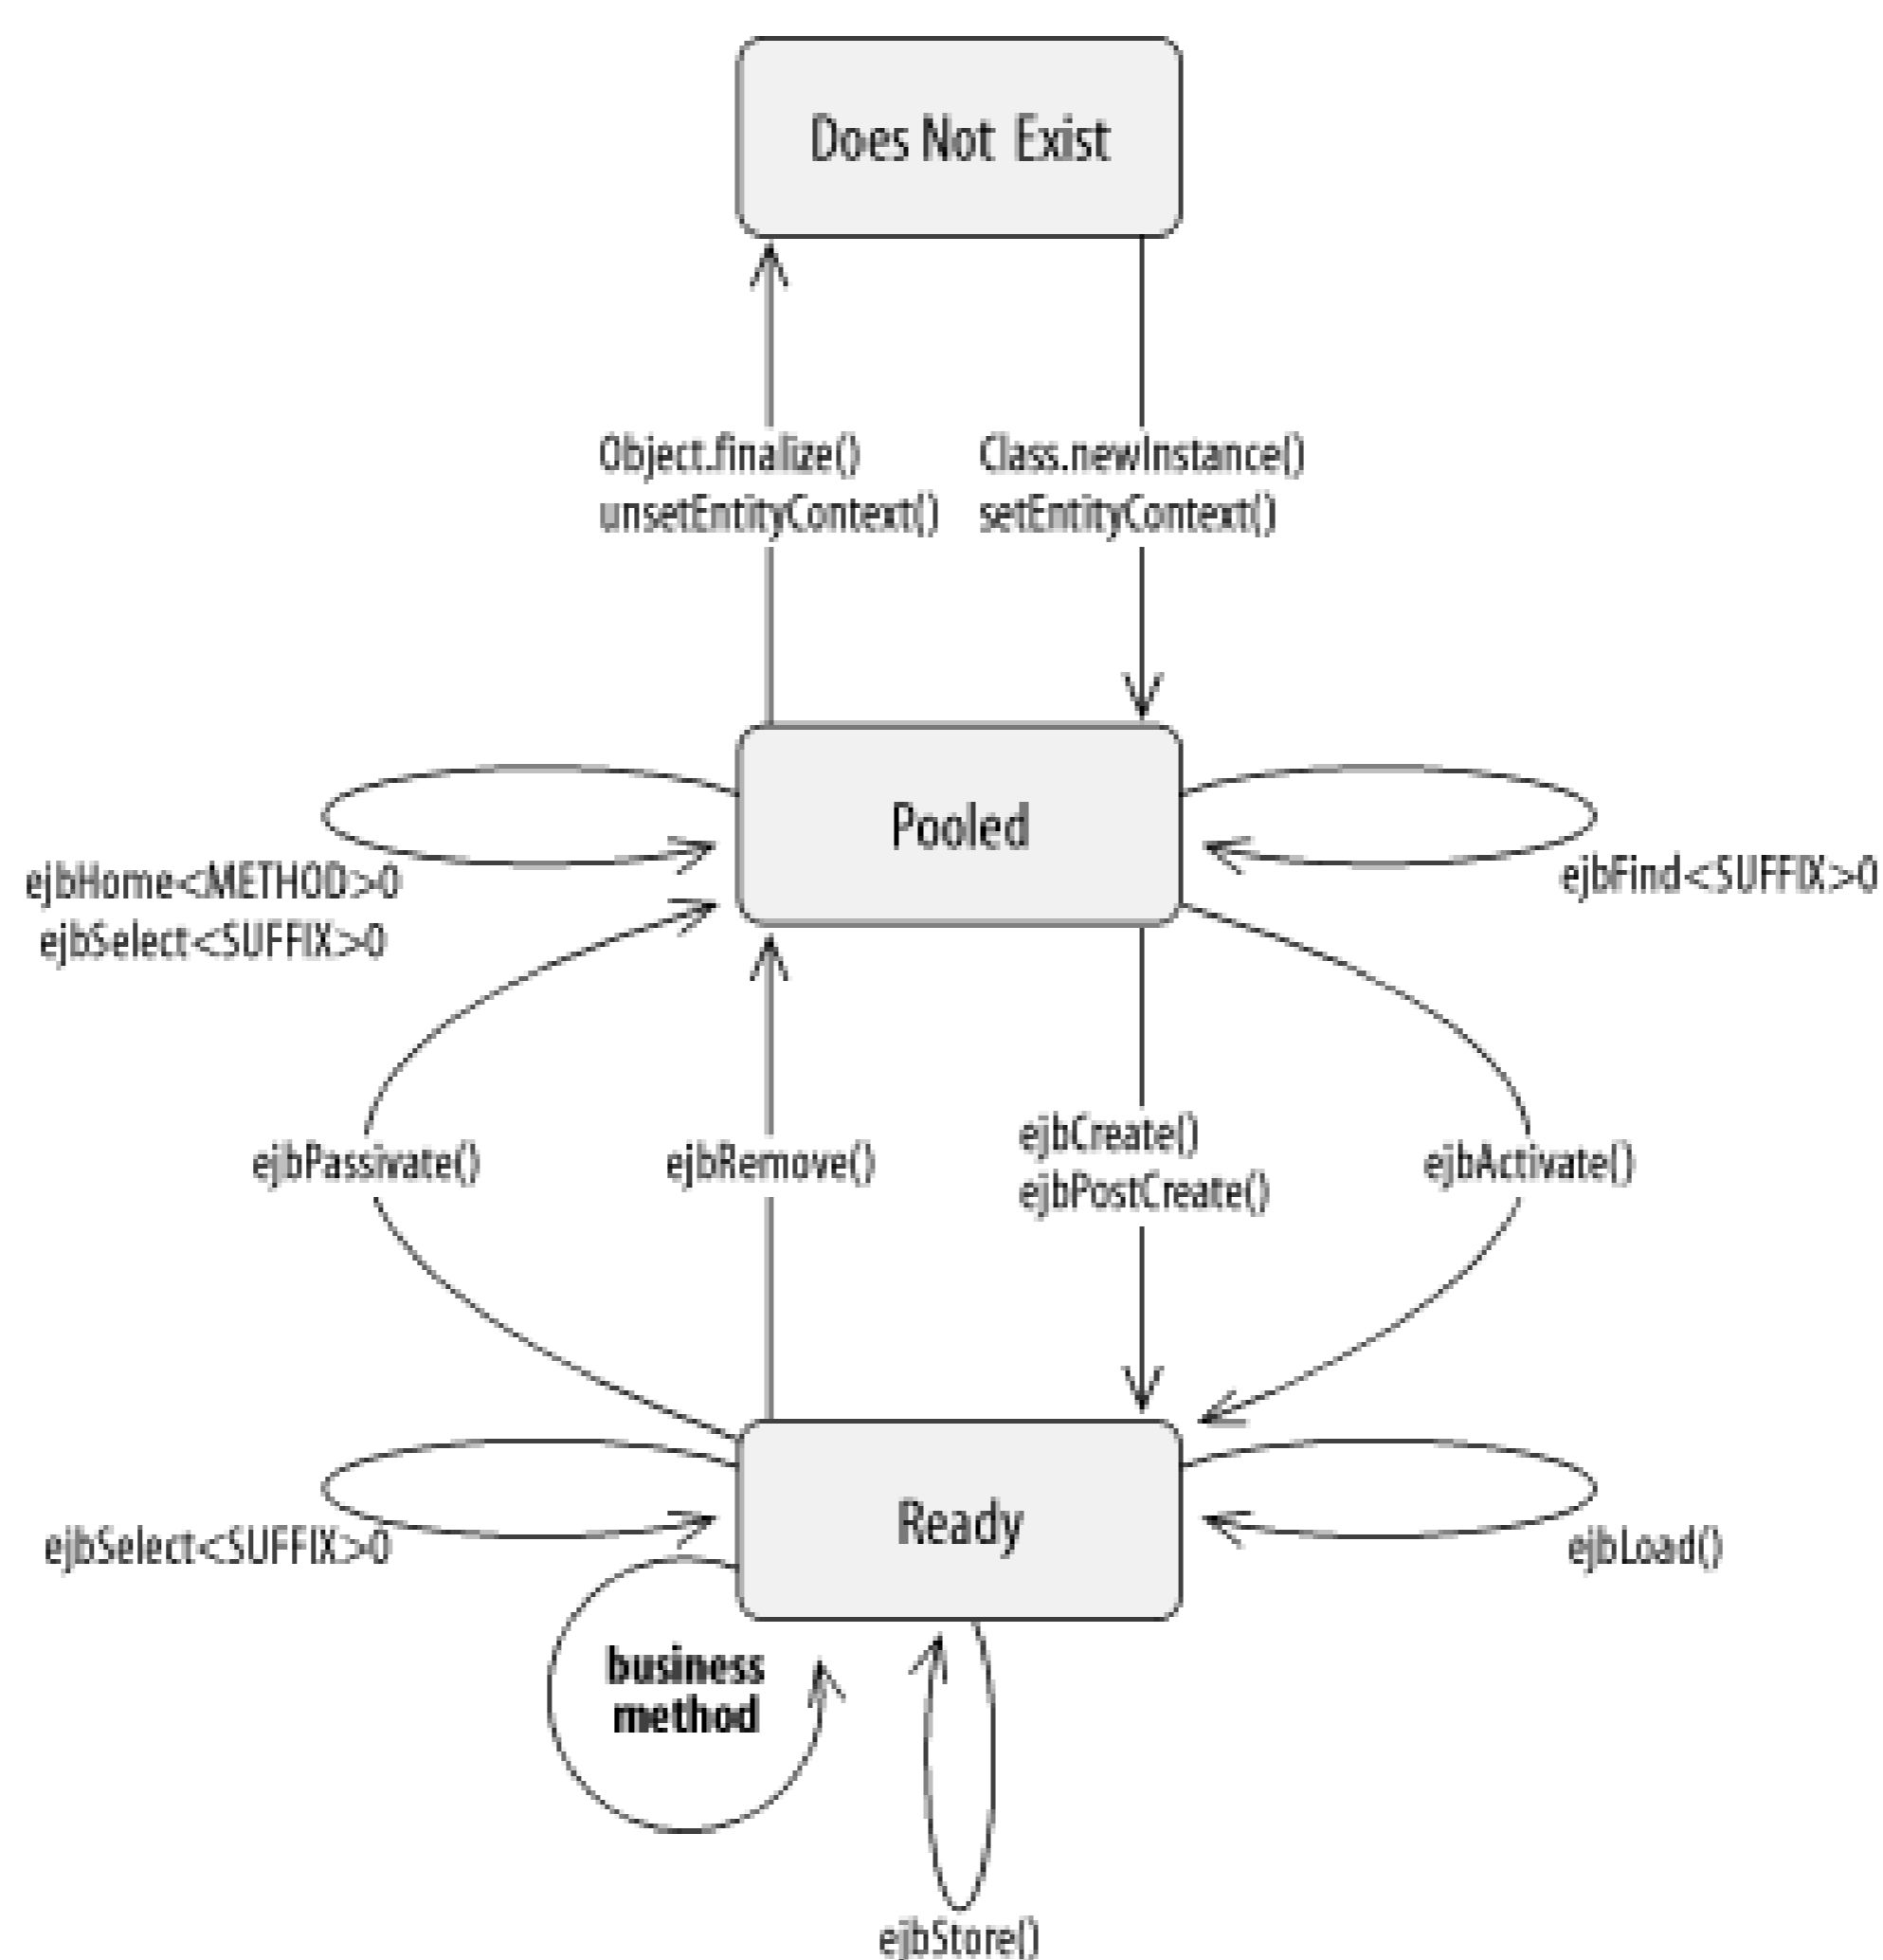 Does Not Exist
Object.finalize()
unsetEntityContext()
Class.newInstance()
setEntityContext()
Pooled
ejbHome<METHOD>()
ejbSelect<SUFFIX>()
ejbFind<SUFFIX>()
ejbPassivate()
ejbRemove()
ejbCreate()
ejbPostCreate()
ejbActivate()
Ready
ejbSelect<SUFFIX>()
ejbLoad()
business
method
ejbStore()